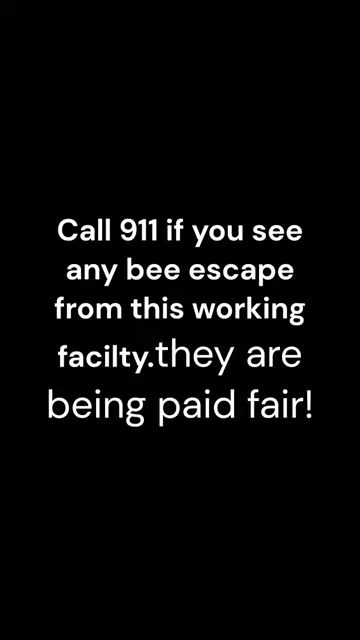 Call 911 if you see
any bee escape
from this working
facilty.they are
being paid fair!